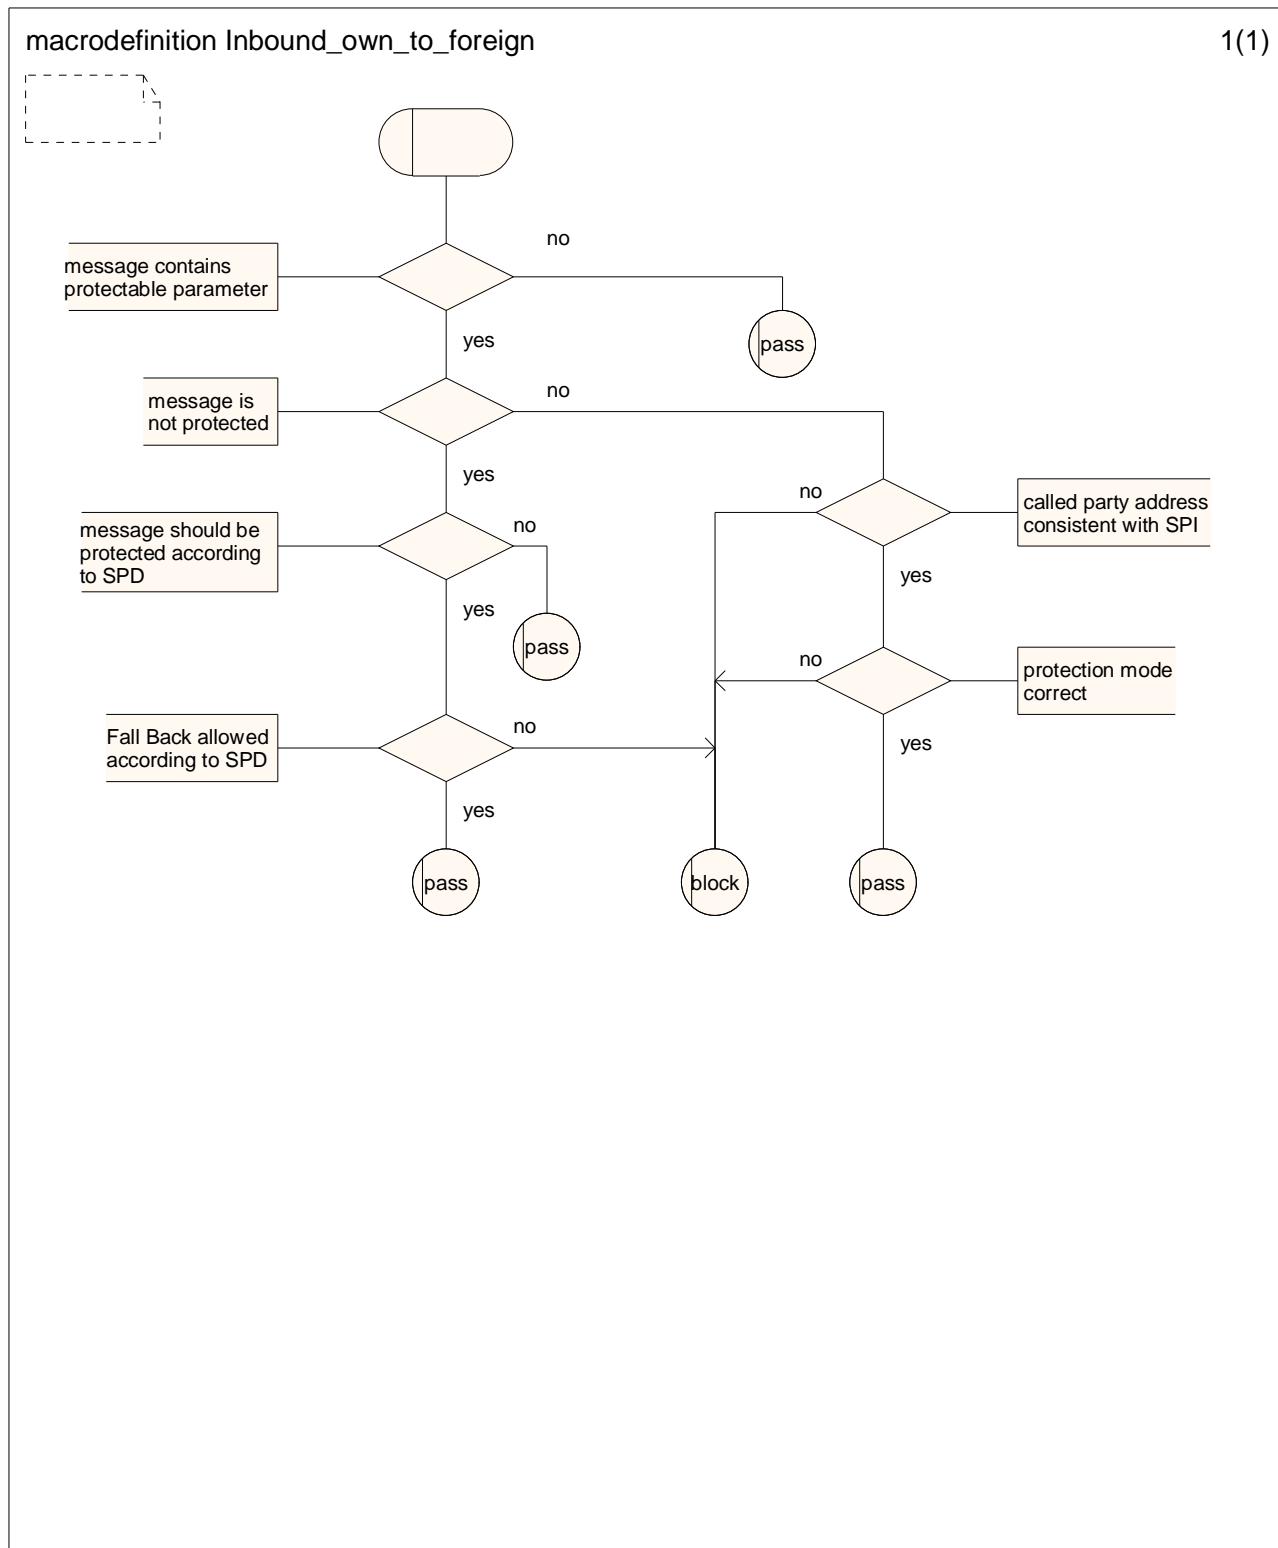 macrodefinition Inbound_own_to_foreign
1(1)
no
message contains
protectable parameter
yes
pass
no
message is
not protected
yes
no
called party address
consistent with SPI
message should be
protected according
to SPD
no
yes
yes
pass
no
protection mode
correct
Fall Back allowed
according to SPD
no
yes
yes
pass
block
pass